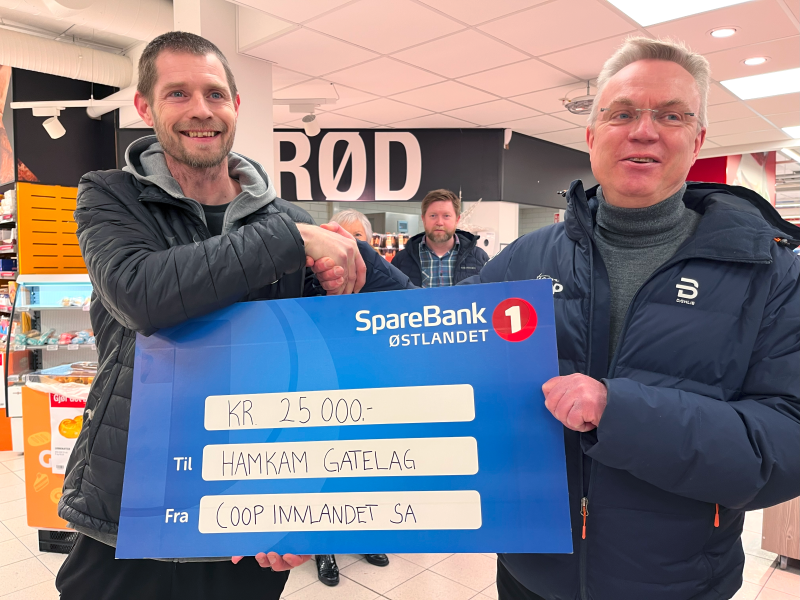 RØD
SpareBank 1
ØSTLANDET
KR. 25 000.-
Til HAMKAM GATELAG
Fra COOP INNLANDET SA
DÆHLIE